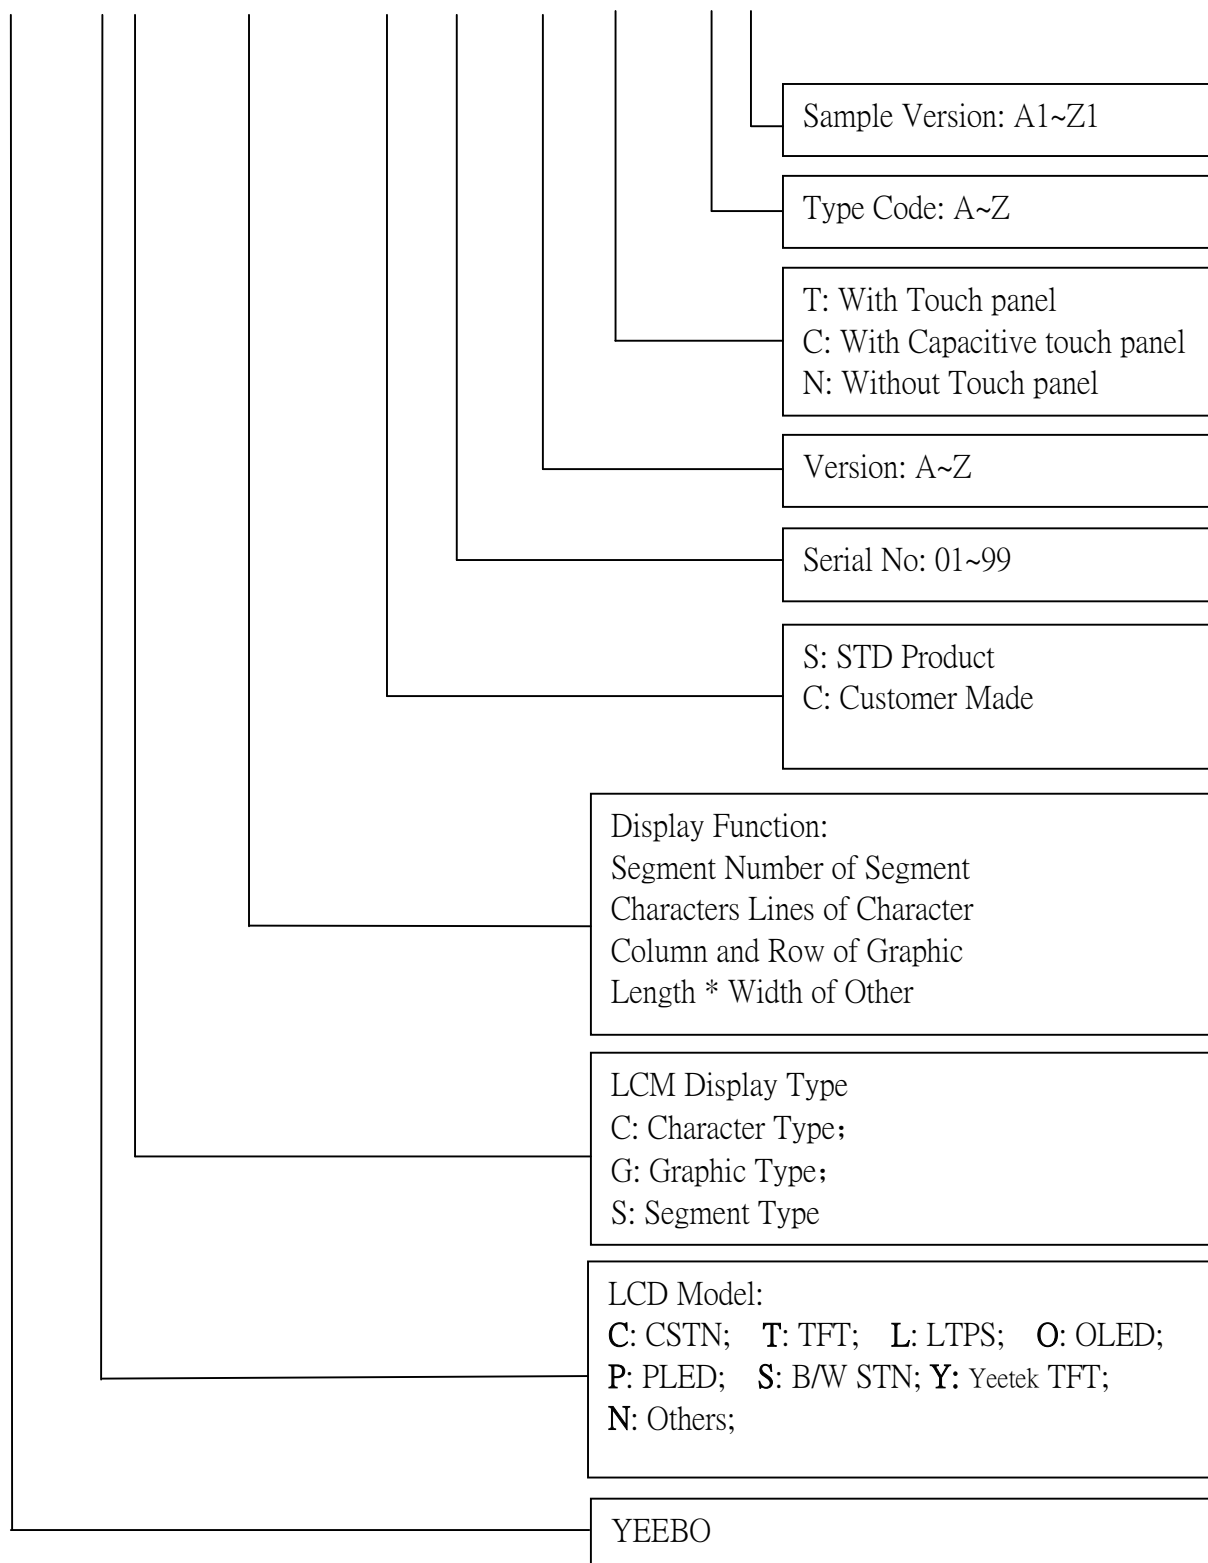 Sample Version: A1~Z1
Type Code: A~Z
T: With Touch panel
C: With Capacitive touch panel
N: Without Touch panel
Version: A~Z
Serial No: 01~99
S: STD Product
C: Customer Made
Display Function:
Segment Number of Segment
Characters Lines of Character
Column and Row of Graphic
Length * Width of Other
LCM Display Type
C: Character Type;
G: Graphic Type;
S: Segment Type
LCD Model:
C: CSTN; T: TFT; L: LTPS; O: OLED;
P: PLED; S: B/W STN; Y: Yeetek TFT;
N: Others;
YEEBO